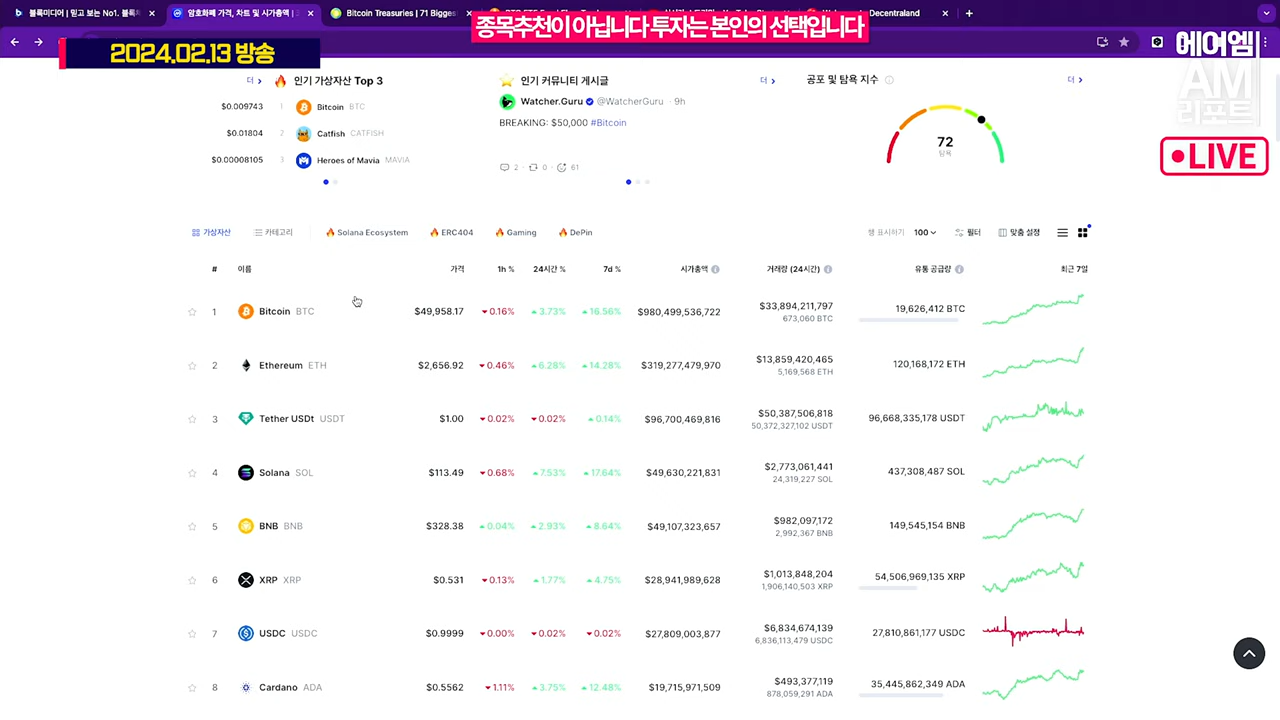 블록미디어 | 믿고 보는 No1. 블록체
암호화폐 가격, 차트 및 시가총액 |
Bitcoin Treasuries | 71 Bigges
Decentraland
종목추천이 아닙니다 투자는 본인의 선택입니다
2024.02.13 방송
에어엠
AM
리포트
LIVE
더 >
인기 가상자산 Top 3
인기 커뮤니티 게시글
더 >
공포 및 탐욕 지수
더 >
$0.009743 1 Bitcoin BTC
Watcher.Guru @WatcherGuru · 9h
BREAKING: $50,000 #Bitcoin
$0.01804 2 Catfish CATFISH
$0.00008105 3 Heroes of Mavia MAVIA
2 0 61
72
탐욕
가상자산 카테고리 Solana Ecosystem ERC404 Gaming DePin 행 표시하기 100 필터 맞춤 설정
# 이름 가격 1h % 24시간 % 7d % 시가총액 거래량 (24시간) 유통 공급량 최근 7일
1 Bitcoin BTC $49,958.17 0.16% 3.73% 16.56% $980,499,536,722 $33,894,211,797 19,626,412 BTC
673,060 BTC
2 Ethereum ETH $2,656.92 0.46% 6.28% 14.28% $319,277,479,970 $13,859,420,465 120,168,172 ETH
5,169,568 ETH
3 Tether USDt USDT $1.00 0.02% 0.02% 0.14% $96,700,469,816 $50,387,506,818 96,668,335,178 USDT
50,372,327,102 USDT
4 Solana SOL $113.49 0.68% 7.53% 17.64% $49,630,221,831 $2,773,061,441 437,308,487 SOL
24,319,227 SOL
5 BNB BNB $328.38 0.04% 2.93% 8.64% $49,107,323,657 $982,097,172 149,545,154 BNB
2,992,367 BNB
6 XRP XRP $0.531 0.13% 1.77% 4.75% $28,941,989,628 $1,013,848,204 54,506,969,135 XRP
1,906,140,503 XRP
7 USDC USDC $0.9999 0.00% 0.02% 0.02% $27,809,003,877 $6,834,674,139 27,810,861,177 USDC
6,836,113,479 USDC
8 Cardano ADA $0.5562 1.11% 3.75% 12.48% $19,715,971,509 $493,377,119 35,445,862,349 ADA
878,059,291 ADA